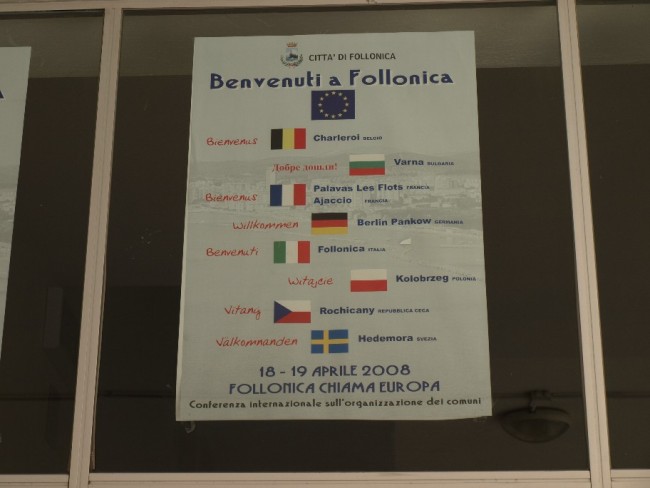 CITTA' DI FOLLONICA
Benvenuti a Follonica
Bienvenus Charleroi BELGIO
Добре дошли! Varna BULGARIA
Bienvenus Palavas Les Flots FRANCIA
Ajaccio FRANCIA
Willkommen Berlin Pankow GERMANIA
Benvenuti Follonica ITALIA
Witajcie Kolobrzeg POLONIA
Vitany Rochicany REPUBBLICA CECA
Välkomnanden Hedemora SVEZIA
18 - 19 APRILE 2008
FOLLONICA CHIAMA EUROPA
Conferenza internazionale sull'organizzazione dei comuni